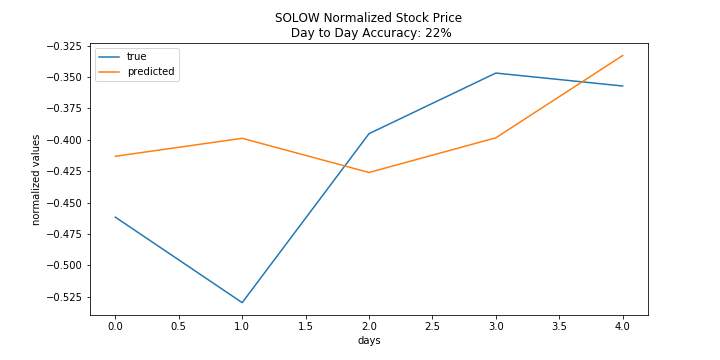 SOLOW Normalized Stock Price
Day to Day Accuracy: 22%
true
predicted
normalized values
−0.325
−0.350
−0.375
−0.400
−0.425
−0.450
−0.475
−0.500
−0.525
0.0 0.5 1.0 1.5 2.0 2.5 3.0 3.5 4.0
days